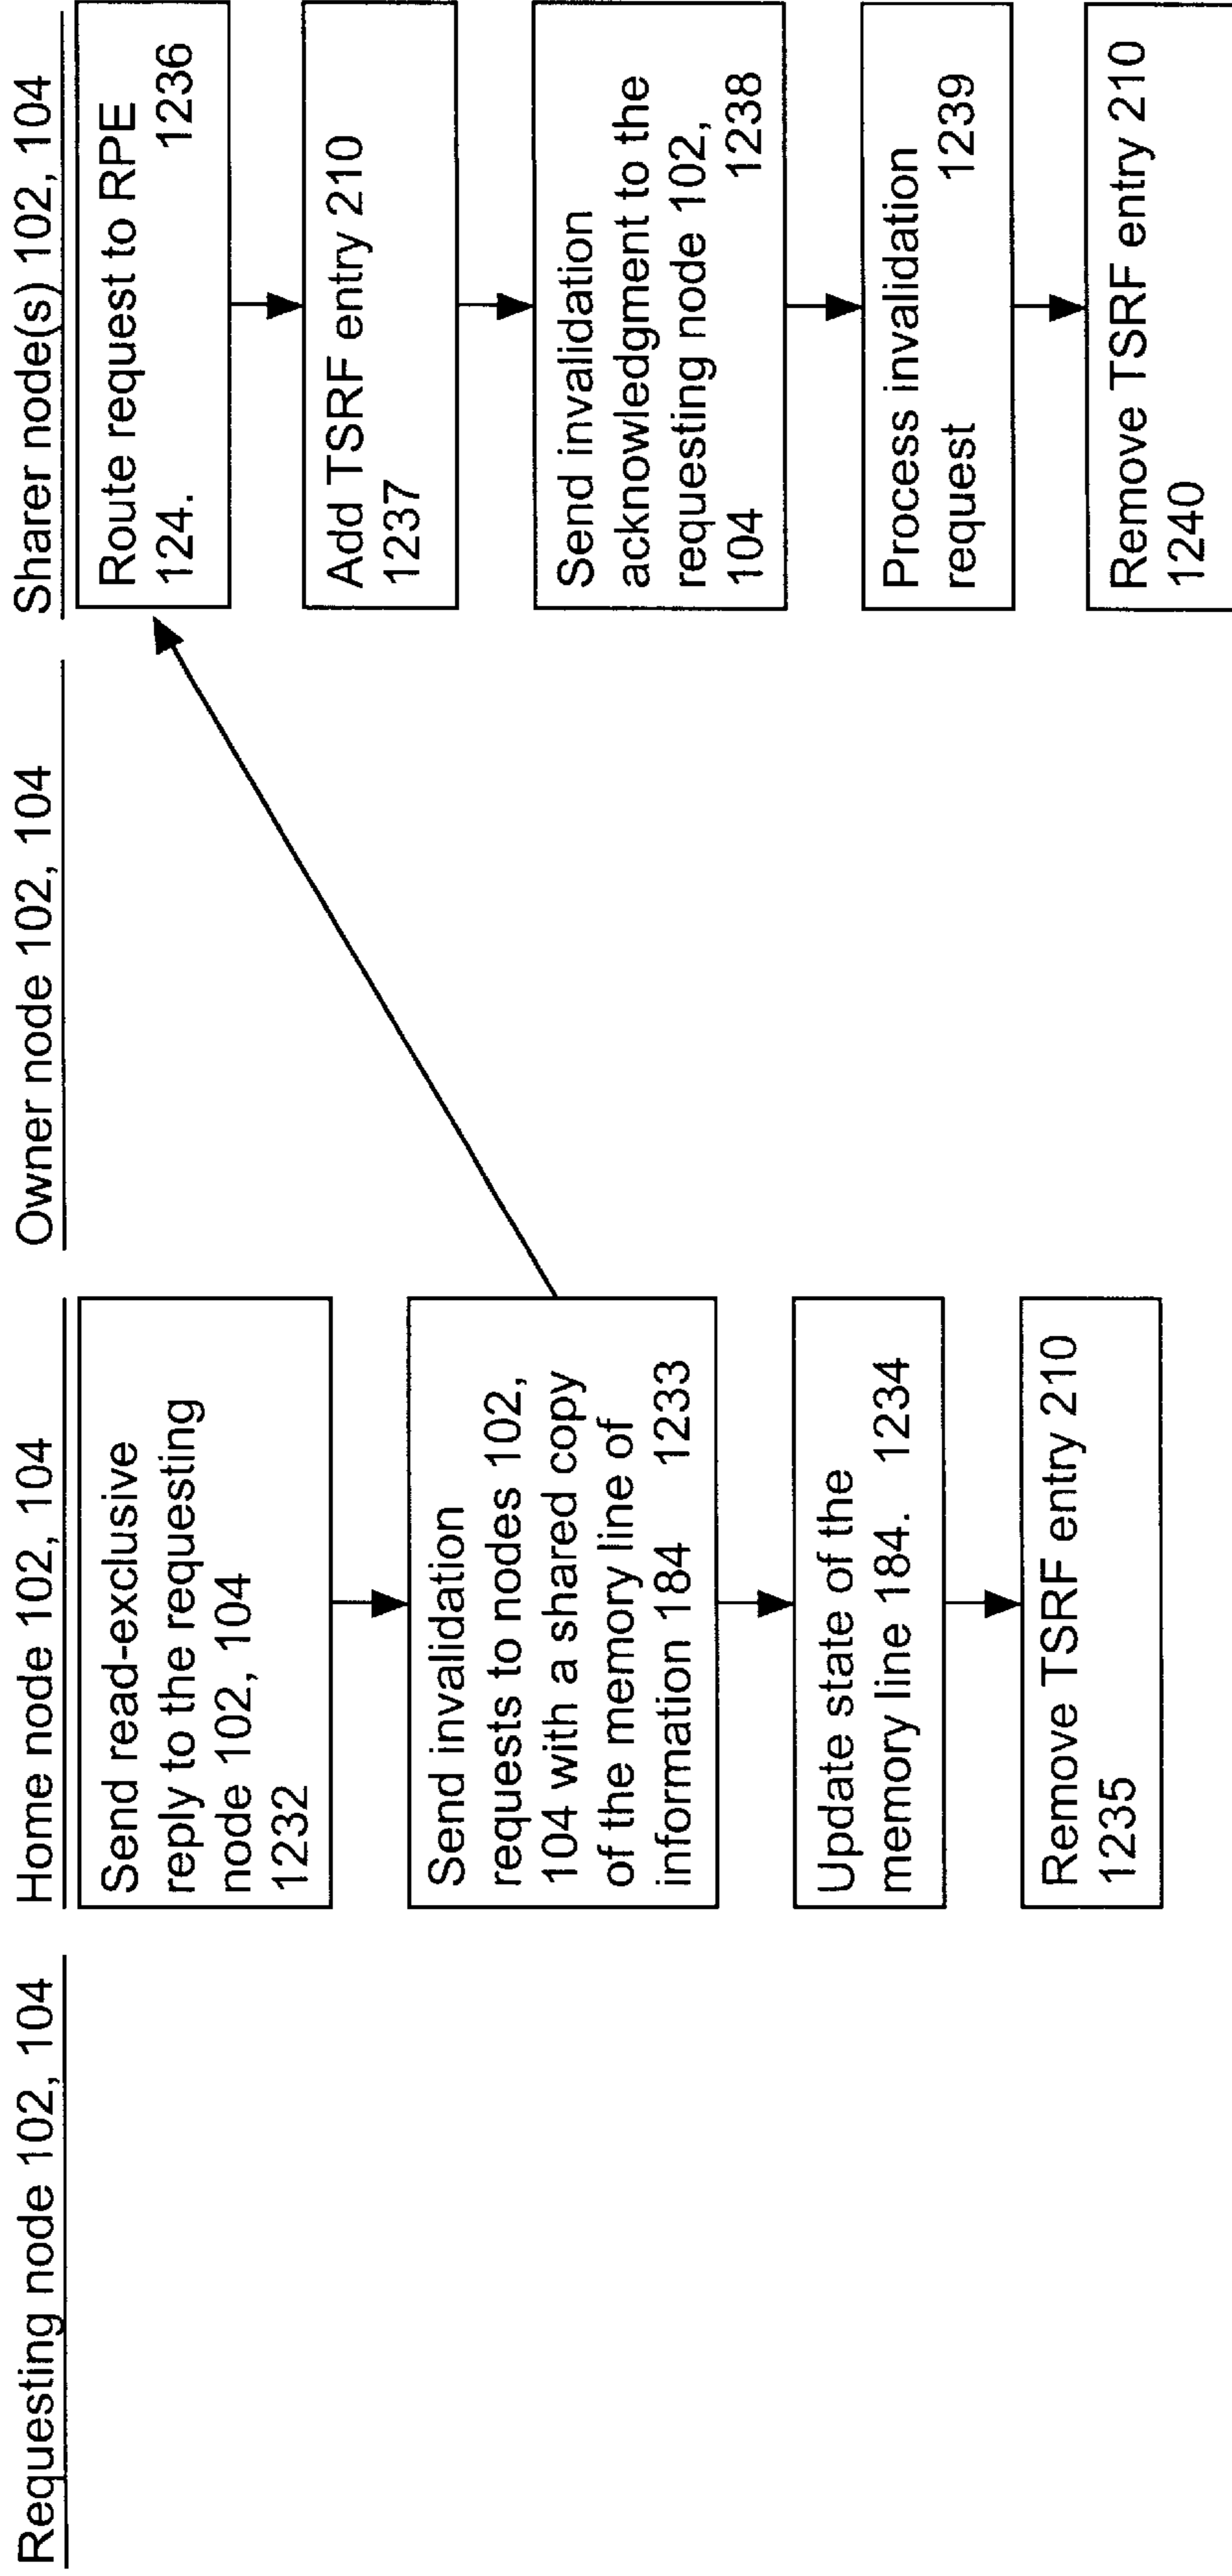 Requesting node 102, 104
Home node 102, 104
Owner node 102, 104
Sharer node(s) 102, 104
Send read-exclusive
reply to the requesting
node 102, 104
1232
Send invalidation
requests to nodes 102,
104 with a shared copy
of the memory line of
information 184 1233
Update state of the
memory line 184. 1234
Remove TSRF entry 210
1235
Route request to RPE
124. 1236
Add TSRF entry 210
1237
Send invalidation
acknowledgment to the
requesting node 102,
104 1238
Process invalidation
request 1239
Remove TSRF entry 210
1240